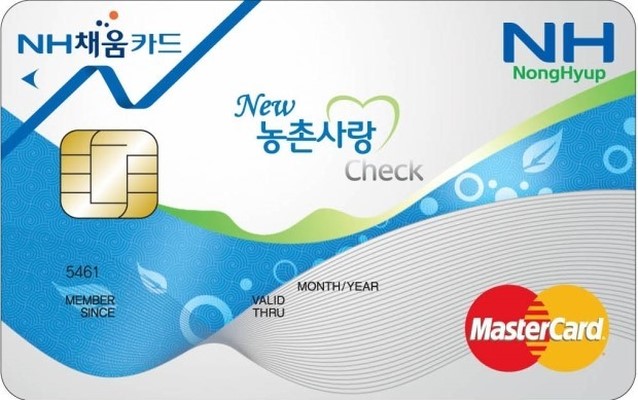 NH채움카드
NH
NongHyup
New
농촌사랑
Check
5461
MONTH/YEAR
MEMBER
SINCE
VALID
THRU
MasterCard